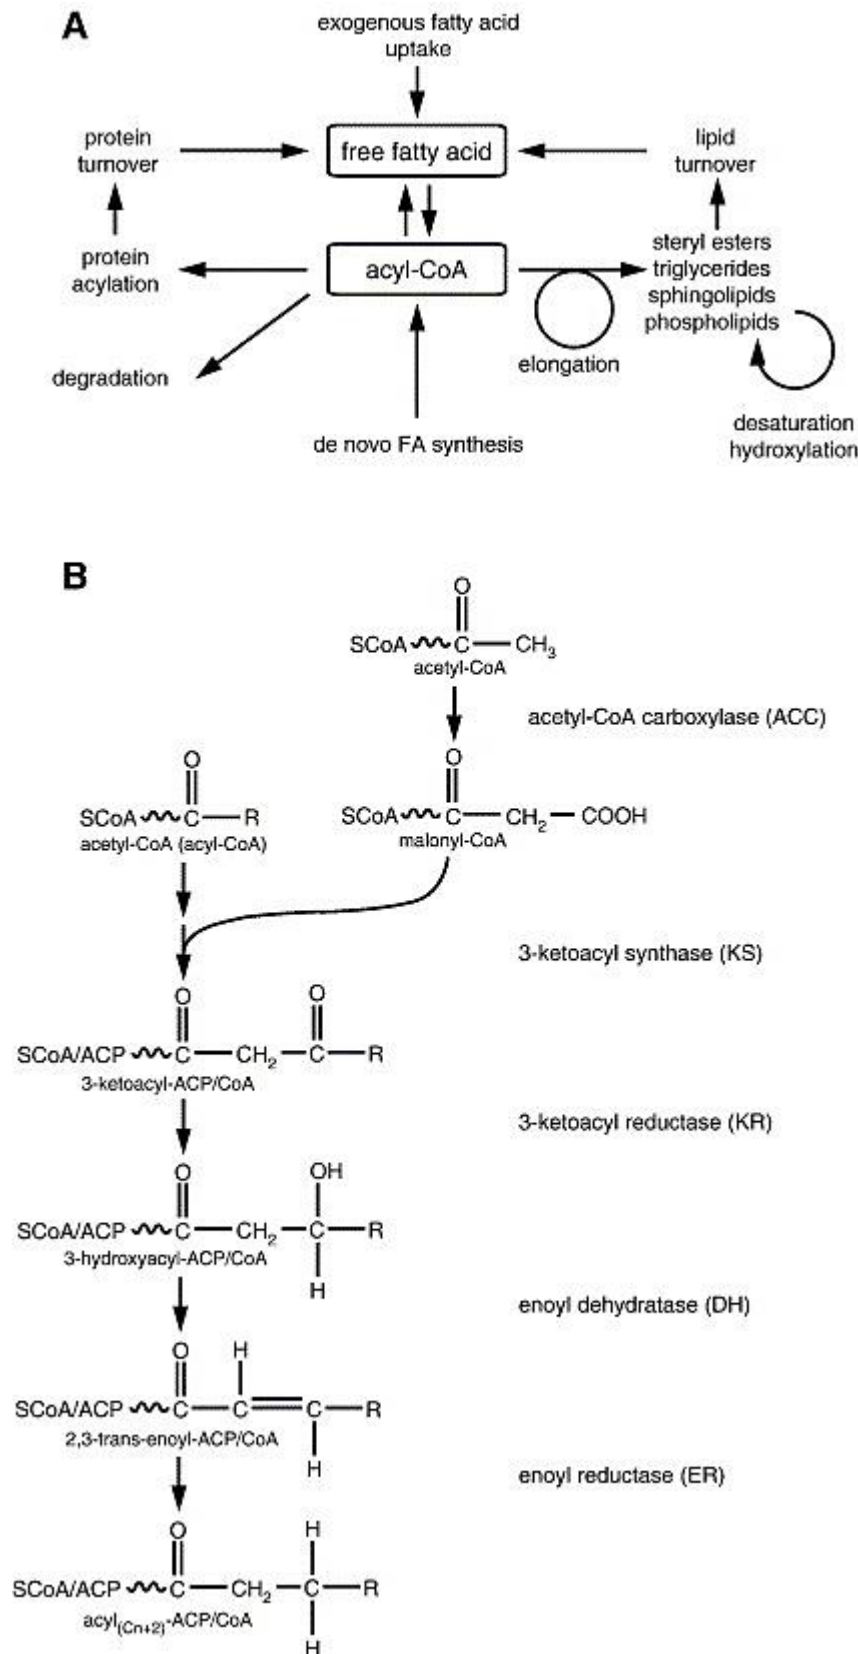 A
exogenous fatty acid
uptake
protein
turnover
free fatty acid
lipid
turnover
protein
acylation
acyl-CoA
steryl esters
triglycerides
sphingolipids
phospholipids
elongation
degradation
desaturation
hydroxylation
de novo FA synthesis
B
O
SCoA C CH3
acetyl-CoA
acetyl-CoA carboxylase (ACC)
O
SCoA C R
acetyl-CoA (acyl-CoA)
O
SCoA C CH2 COOH
malonyl-CoA
3-ketoacyl synthase (KS)
O O
SCoA/ACP C CH2 C R
3-ketoacyl-ACP/CoA
3-ketoacyl reductase (KR)
O OH
SCoA/ACP C CH2 C R
3-hydroxyacyl-ACP/CoA
H
enoyl dehydratase (DH)
O H
SCoA/ACP C C C R
2,3-trans-enoyl-ACP/CoA
H
enoyl reductase (ER)
O H
SCoA/ACP C CH2 C R
acyl(Cn+2)-ACP/CoA
H